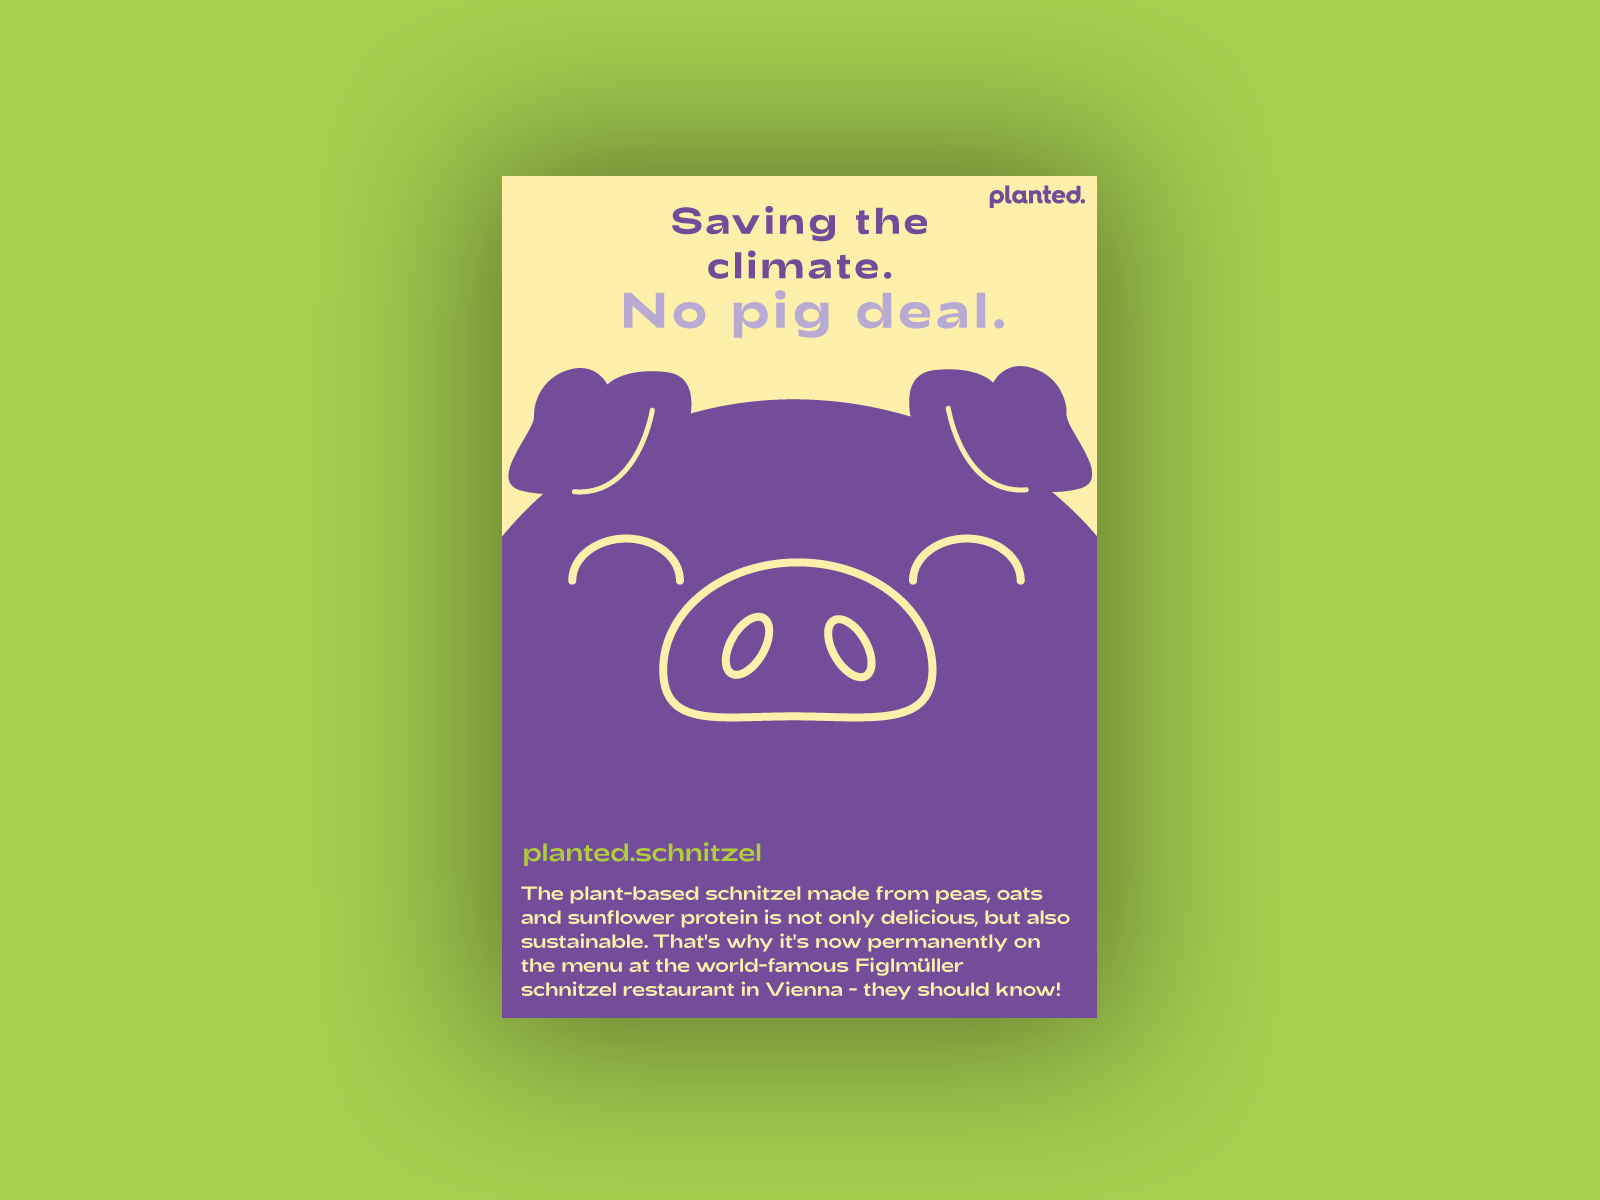 planted.
Saving the
climate.
No pig deal.
planted.schnitzel
The plant-based schnitzel made from peas, oats
and sunflower protein is not only delicious, but also
sustainable. That's why it's now permanently on
the menu at the world-famous Figlmüller
schnitzel restaurant in Vienna - they should know!